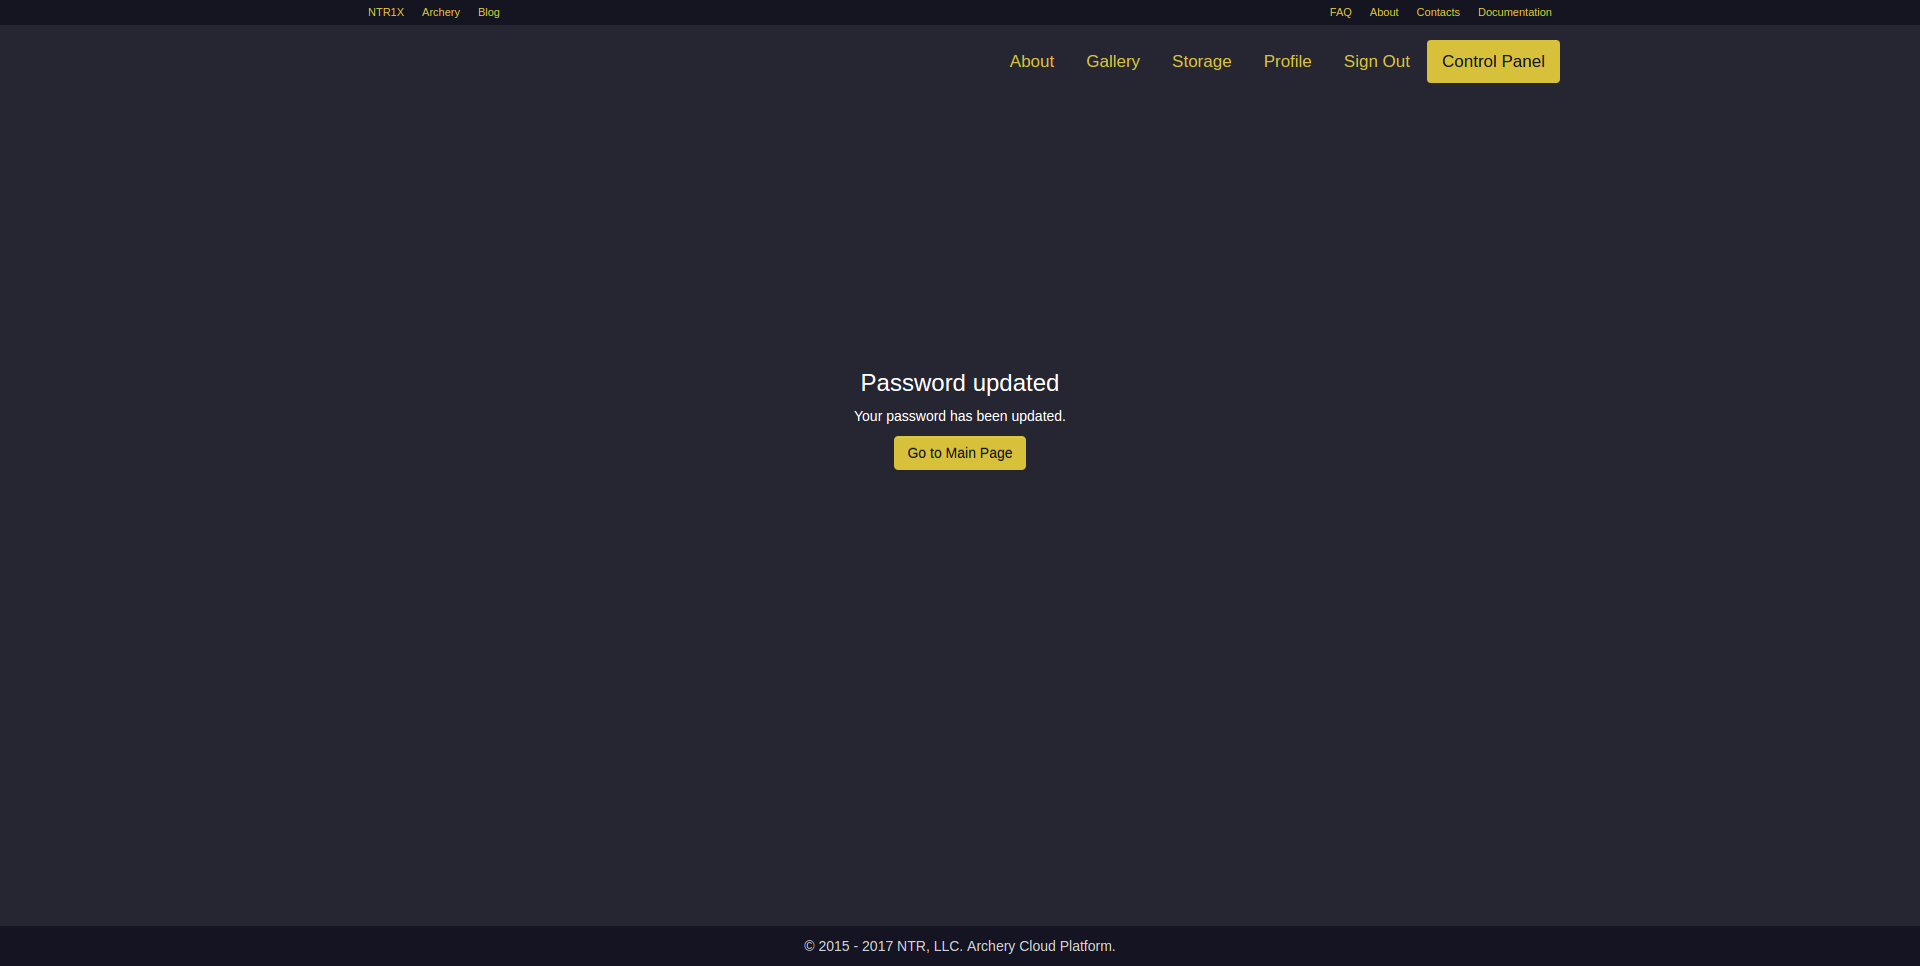 NTR1X Archery Blog FAQ About Contacts Documentation
About Gallery Storage Profile Sign Out Control Panel
Password updated
Your password has been updated.
Go to Main Page
© 2015 - 2017 NTR, LLC. Archery Cloud Platform.